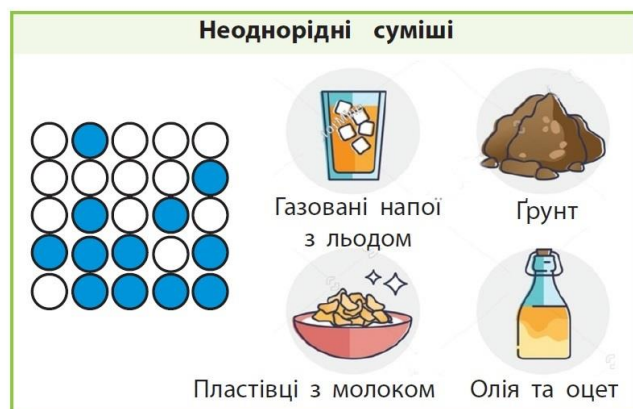 Неоднорідні суміші
Газовані напої
з льодом
Ґрунт
Пластівці з молоком
Олія та оцет